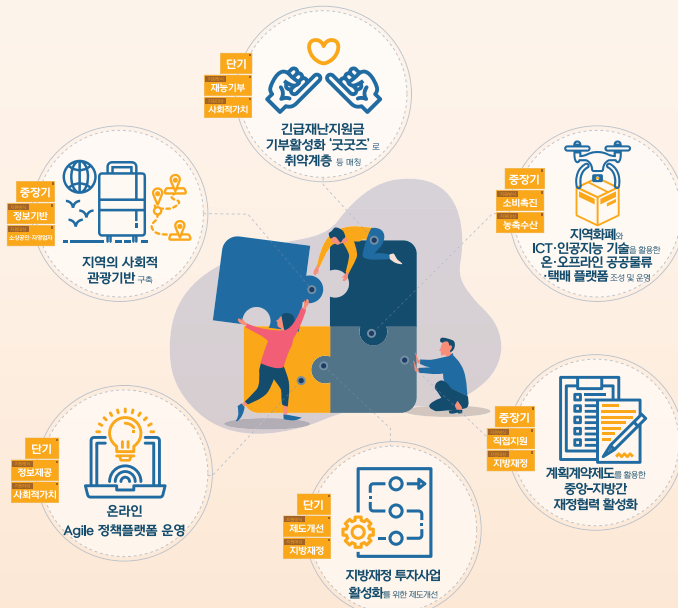 단기
재능기부
사회적가치
긴급재난지원금
기부활성화 '굿굿즈' 로
취약계층 등 매칭
중장기
정보기반
소상공인·자영업자
지역의 사회적
관광기반 구축
중장기
소비촉진
농축수산
지역화폐와
ICT·인공지능 기술을 활용한
온·오프라인 공공물류
·택배 플랫폼 조성 및 운영
단기
정보제공
사회적가치
온라인
Agile 정책플랫폼 운영
단기
제도개선
지방재정
지방재정 투자사업
활성화를 위한 제도개선
중장기
직접지원
지방재정
계획계약제도를 활용한
중앙-지방간
재정협력 활성화